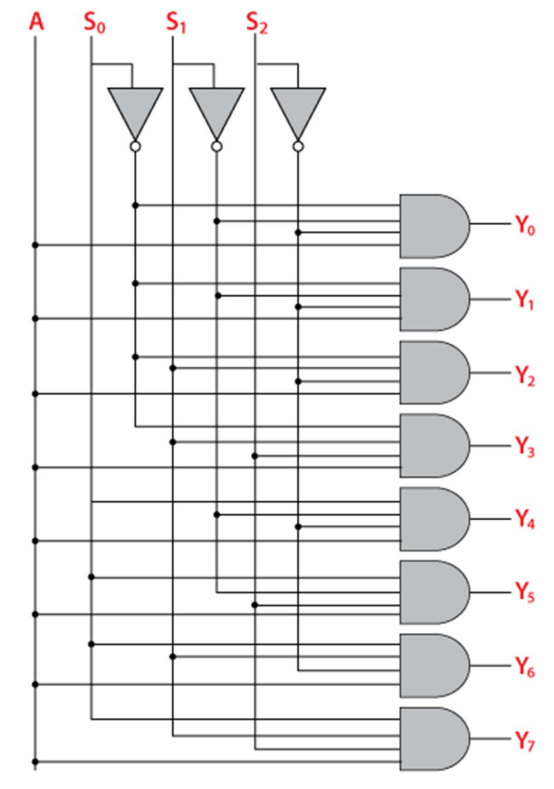 A S₀ S₁ S₂
Y₀
Y₁
Y₂
Y₃
Y₄
Y₅
Y₆
Y₇